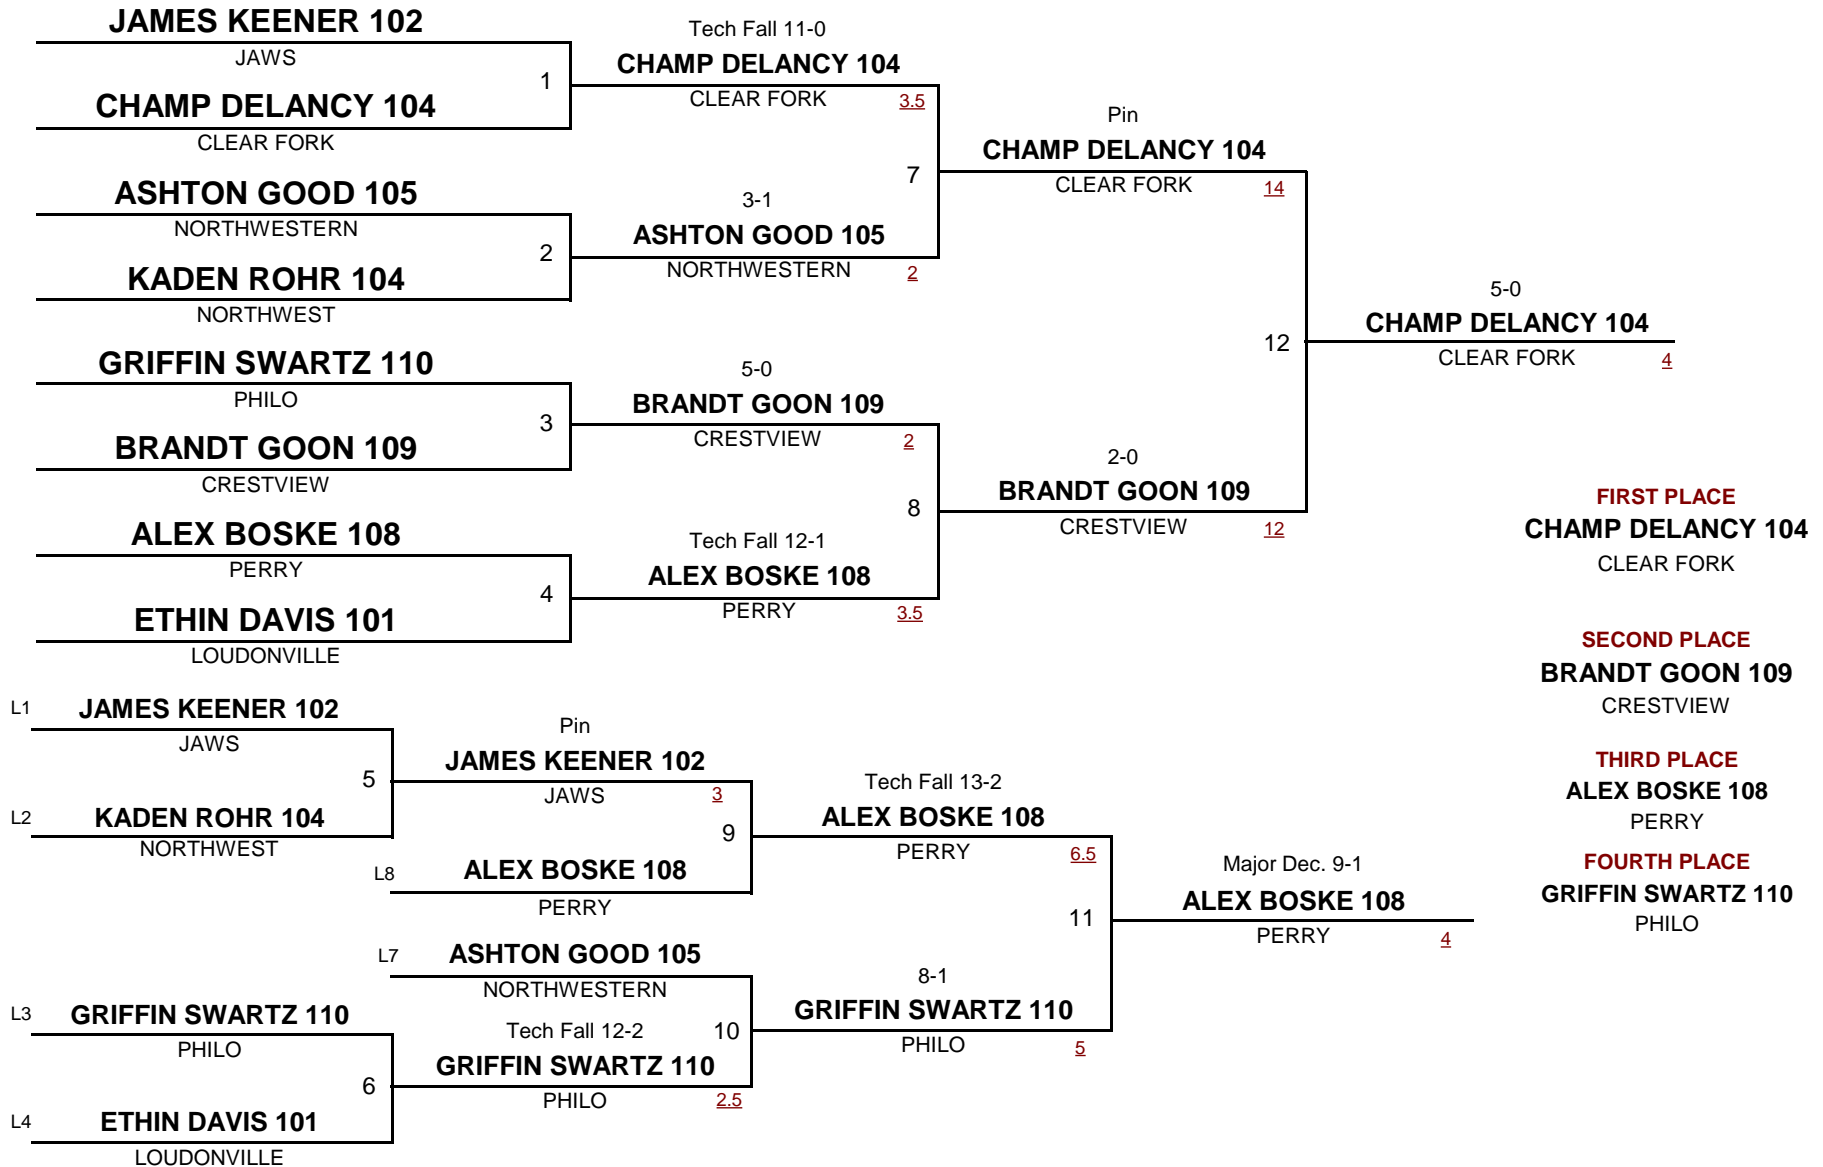 JAMES KEENER 102
JAWS
1
CHAMP DELANCY 104
CLEAR FORK
ASHTON GOOD 105
NORTHWESTERN
2
KADEN ROHR 104
NORTHWEST
GRIFFIN SWARTZ 110
PHILO
3
BRANDT GOON 109
CRESTVIEW
ALEX BOSKE 108
PERRY
4
ETHIN DAVIS 101
LOUDONVILLE
Tech Fall 11-0
CHAMP DELANCY 104
CLEAR FORK 3.5
7
3-1
ASHTON GOOD 105
NORTHWESTERN 2
5-0
BRANDT GOON 109
CRESTVIEW 2
8
Tech Fall 12-1
ALEX BOSKE 108
PERRY 3.5
Pin
CHAMP DELANCY 104
CLEAR FORK 14
12
2-0
BRANDT GOON 109
CRESTVIEW 12
5-0
CHAMP DELANCY 104
CLEAR FORK 4
L1 JAMES KEENER 102
JAWS
5
L2 KADEN ROHR 104
NORTHWEST
L3 GRIFFIN SWARTZ 110
PHILO
6
L4 ETHIN DAVIS 101
LOUDONVILLE
Pin
JAMES KEENER 102
JAWS 3
9
L8 ALEX BOSKE 108
PERRY
L7 ASHTON GOOD 105
NORTHWESTERN
Tech Fall 12-2 10
GRIFFIN SWARTZ 110
PHILO 2.5
Tech Fall 13-2
ALEX BOSKE 108
PERRY 6.5
11
8-1
GRIFFIN SWARTZ 110
PHILO 5
Major Dec. 9-1
ALEX BOSKE 108
PERRY 4
FIRST PLACE
CHAMP DELANCY 104
CLEAR FORK
SECOND PLACE
BRANDT GOON 109
CRESTVIEW
THIRD PLACE
ALEX BOSKE 108
PERRY
FOURTH PLACE
GRIFFIN SWARTZ 110
PHILO